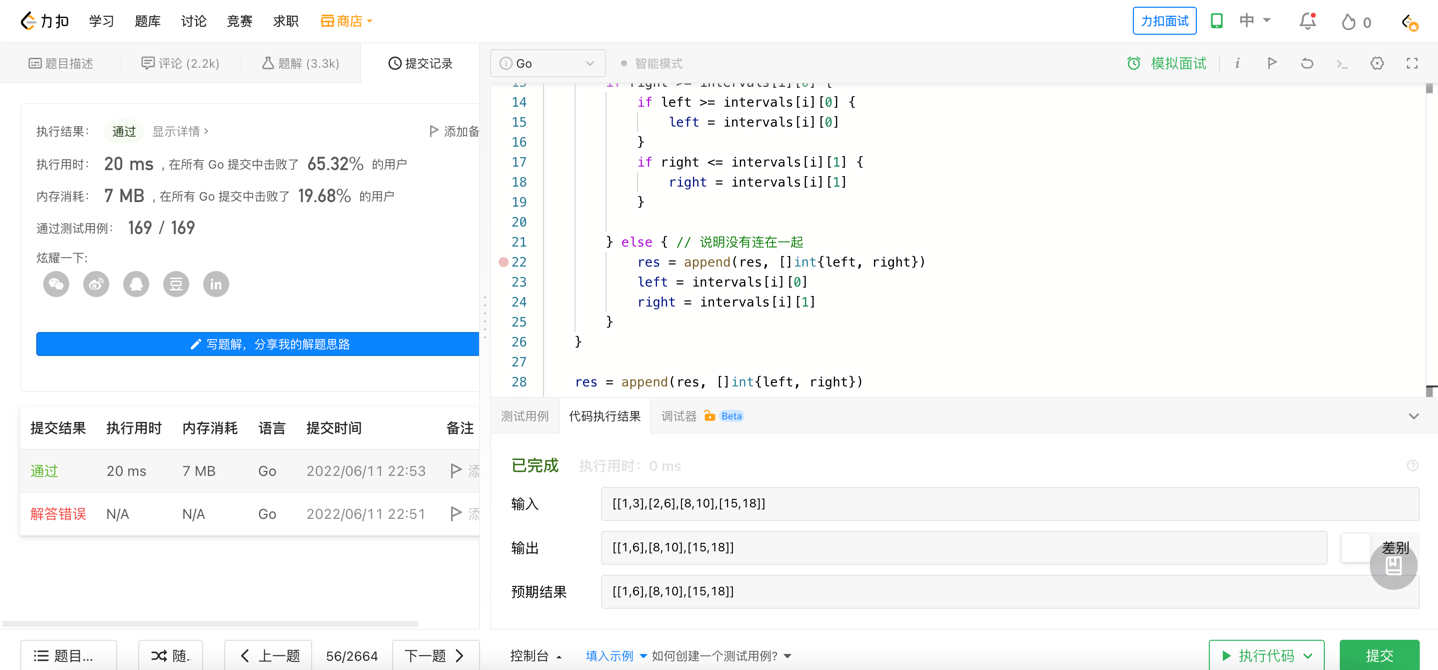 力扣 学习 题库 讨论 竞赛 求职 商店 力扣面试 中 0
题目描述 评论 (2.2k) 题解 (3.3k) 提交记录
Go 智能模式 模拟面试 i
执行结果： 通过 显示详情 › 添加备
执行用时： 20 ms , 在所有 Go 提交中击败了 65.32% 的用户
内存消耗： 7 MB , 在所有 Go 提交中击败了 19.68% 的用户
通过测试用例： 169 / 169
炫耀一下:
豆 in
写题解，分享我的解题思路
提交结果 执行用时 内存消耗 语言 提交时间 备注
通过 20 ms 7 MB Go 2022/06/11 22:53 添
解答错误 N/A N/A Go 2022/06/11 22:51 添
题目... 随. 上一题 56/2664 下一题
13 if right >= intervals[i][0] {
14 if left >= intervals[i][0] {
15 left = intervals[i][0]
16 }
17 if right <= intervals[i][1] {
18 right = intervals[i][1]
19 }
20
21 } else { // 说明没有连在一起
22 res = append(res, []int{left, right})
23 left = intervals[i][0]
24 right = intervals[i][1]
25 }
26 }
27
28 res = append(res, []int{left, right})
测试用例 代码执行结果 调试器 Beta
已完成 执行用时： 0 ms
输入 [[1,3],[2,6],[8,10],[15,18]]
输出 [[1,6],[8,10],[15,18]] 差别
预期结果 [[1,6],[8,10],[15,18]]
控制台 填入示例 如何创建一个测试用例? 执行代码 提交